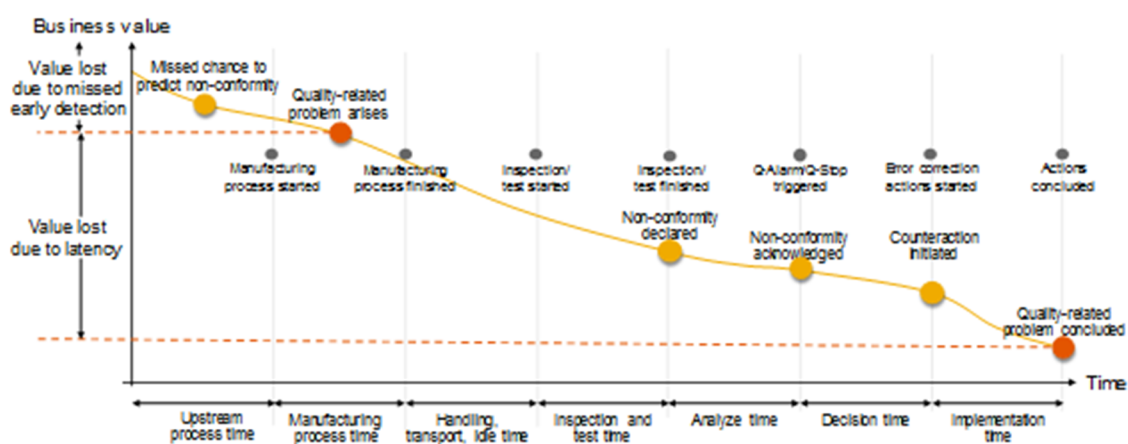 Business value
Value lost
due to missed
early detection
Missed chance to
predict non-conformity
Quality-related
problem arises
Manufacturing
process started
Manufacturing
process finished
Inspection/
test started
Inspection/
test finished
Q-Alarm/Q-Stop
triggered
Error correction
actions started
Actions
concluded
Value lost
due to latency
Non-conformity
declared
Non-conformity
acknowledged
Counteraction
initiated
Quality-related
problem concluded
Time
Upstream
process time
Manufacturing
process time
Handling,
transport, idle time
Inspection and
test time
Analyze time
Decision time
Implementation
time